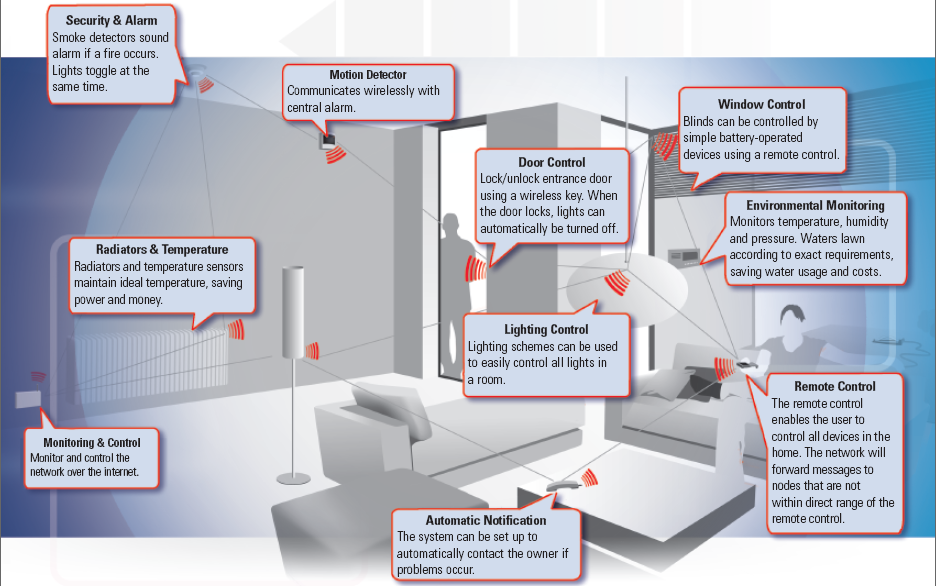 Security & Alarm
Smoke detectors sound
alarm if a fire occurs.
Lights toggle at the
same time.
Motion Detector
Communicates wirelessly with
central alarm.
Window Control
Blinds can be controlled by
simple battery-operated
devices using a remote control.
Door Control
Lock/unlock entrance door
using a wireless key. When
the door locks, lights can
automatically be turned off.
Environmental Monitoring
Monitors temperature, humidity
and pressure. Waters lawn
according to exact requirements,
saving water usage and costs.
Radiators & Temperature
Radiators and temperature sensors
maintain ideal temperature, saving
power and money.
Lighting Control
Lighting schemes can be used
to easily control all lights in
a room.
Remote Control
The remote control
enables the user to
control all devices in the
home. The network will
forward messages to
nodes that are not
within direct range of the
remote control.
Monitoring & Control
Monitor and control the
network over the internet.
Automatic Notification
The system can be set up to
automatically contact the owner if
problems occur.